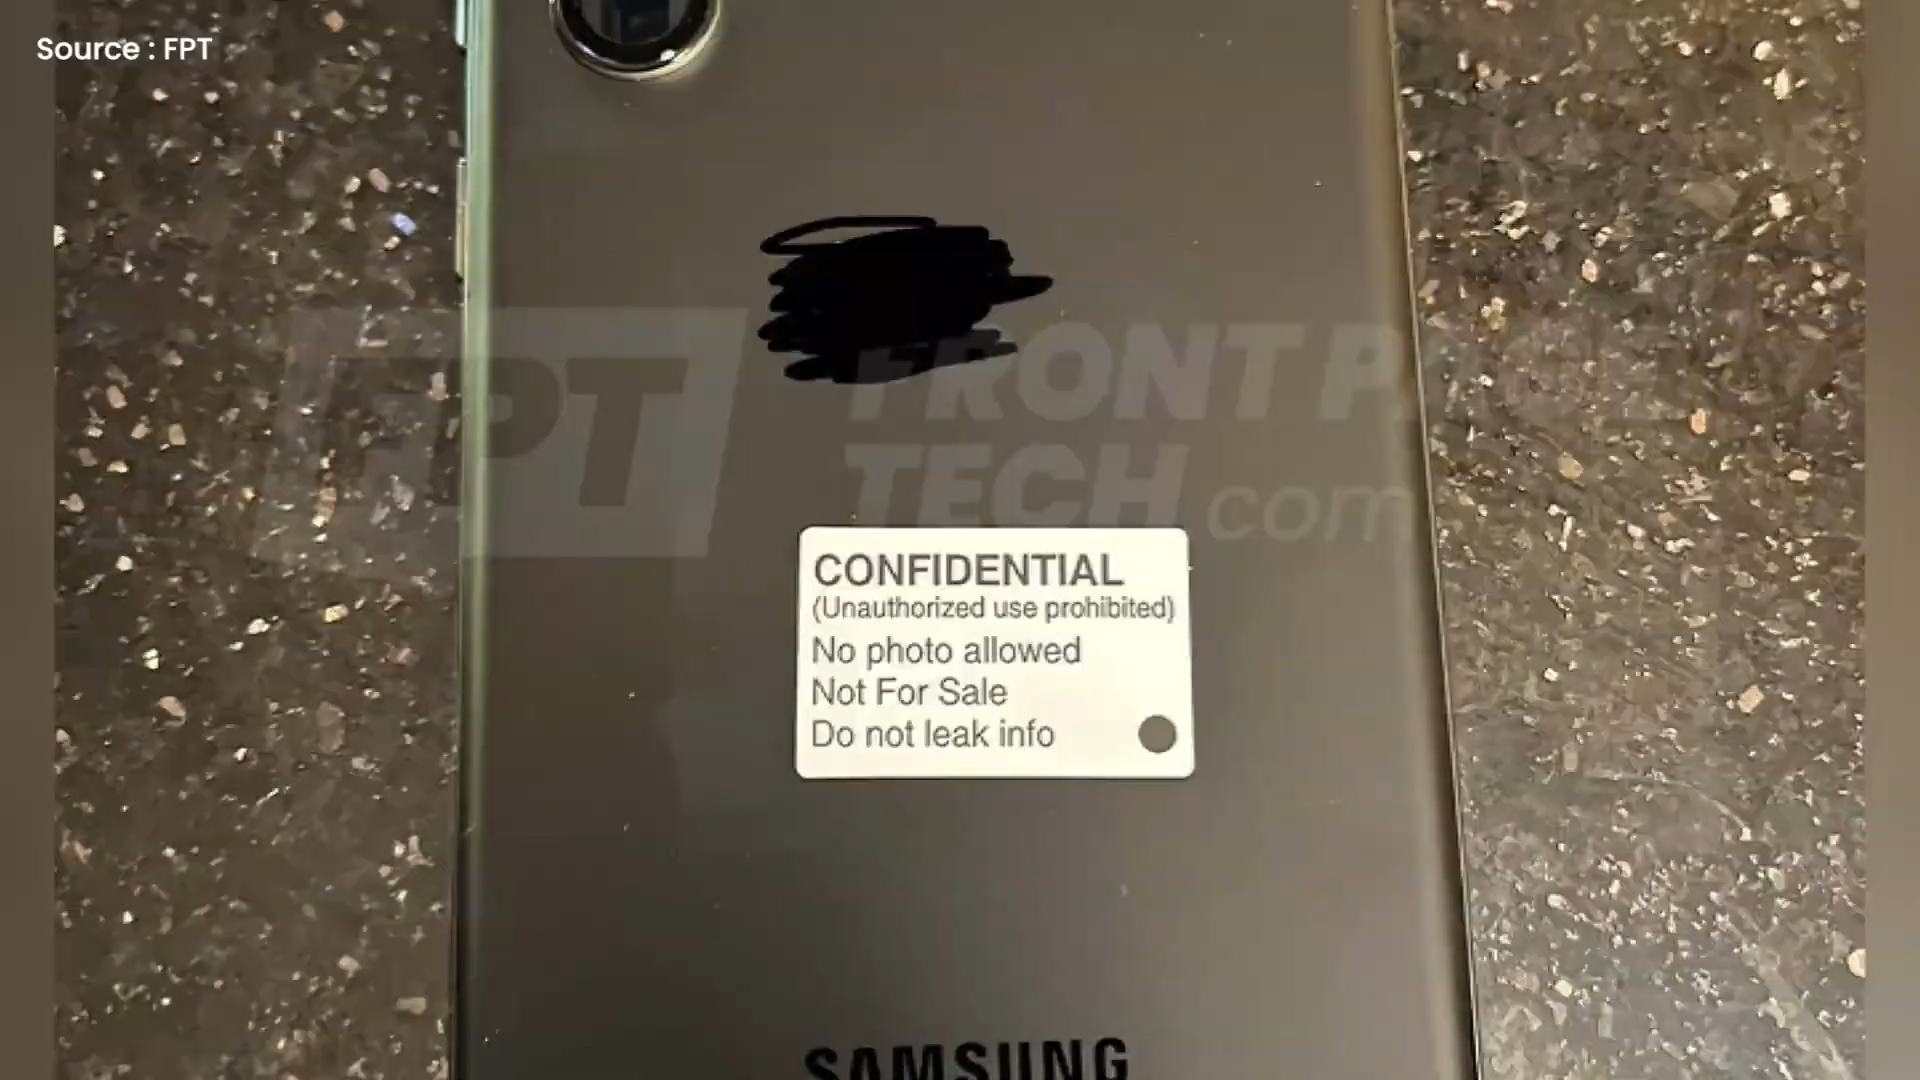 Source : FPT
FPT
FRONT PAGE
TECH com
CONFIDENTIAL
(Unauthorized use prohibited)
No photo allowed
Not For Sale
Do not leak info
SAMSUNG